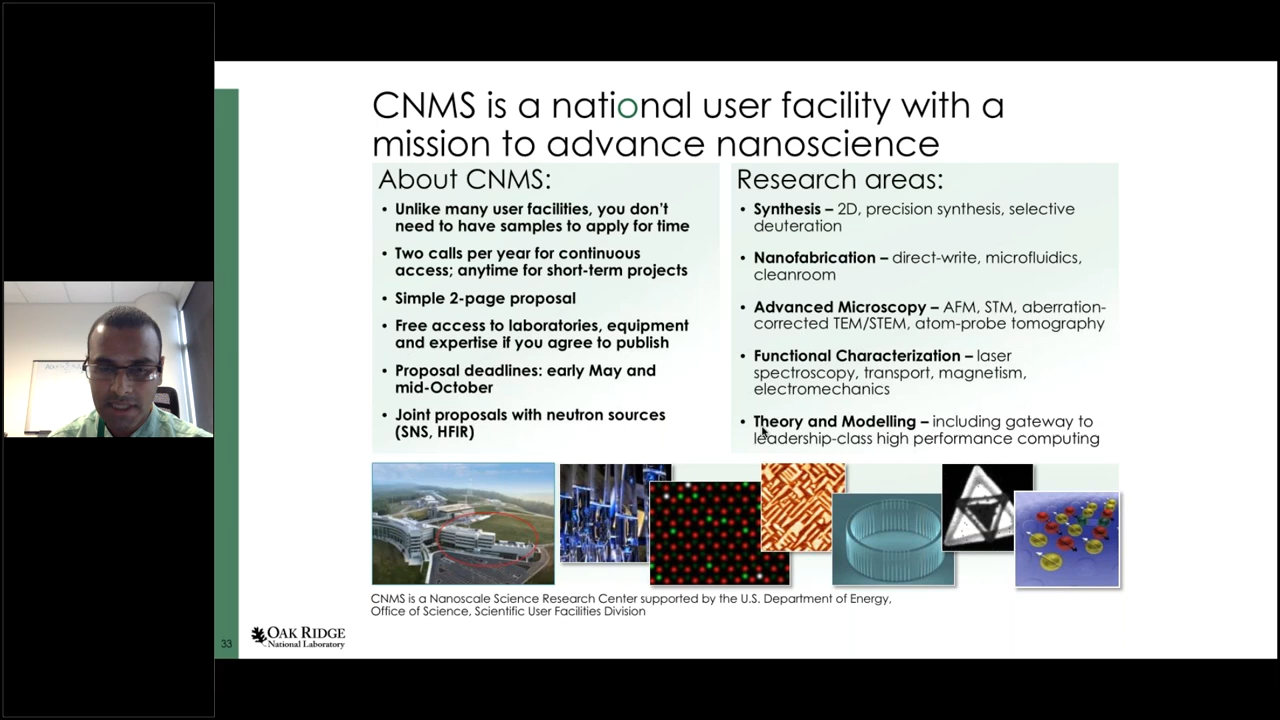 CNMS is a national user facility with a
mission to advance nanoscience
About CNMS:
• Unlike many user facilities, you don't
need to have samples to apply for time
• Two calls per year for continuous
access; anytime for short-term projects
• Simple 2-page proposal
• Free access to laboratories, equipment
and expertise if you agree to publish
• Proposal deadlines: early May and
mid-October
• Joint proposals with neutron sources
(SNS, HFIR)
Research areas:
• Synthesis – 2D, precision synthesis, selective
deuteration
• Nanofabrication – direct-write, microfluidics,
cleanroom
• Advanced Microscopy – AFM, STM, aberration-
corrected TEM/STEM, atom-probe tomography
• Functional Characterization – laser
spectroscopy, transport, magnetism,
electromechanics
• Theory and Modelling – including gateway to
leadership-class high performance computing
CNMS is a Nanoscale Science Research Center supported by the U.S. Department of Energy,
Office of Science, Scientific User Facilities Division
33
OAK RIDGE
National Laboratory